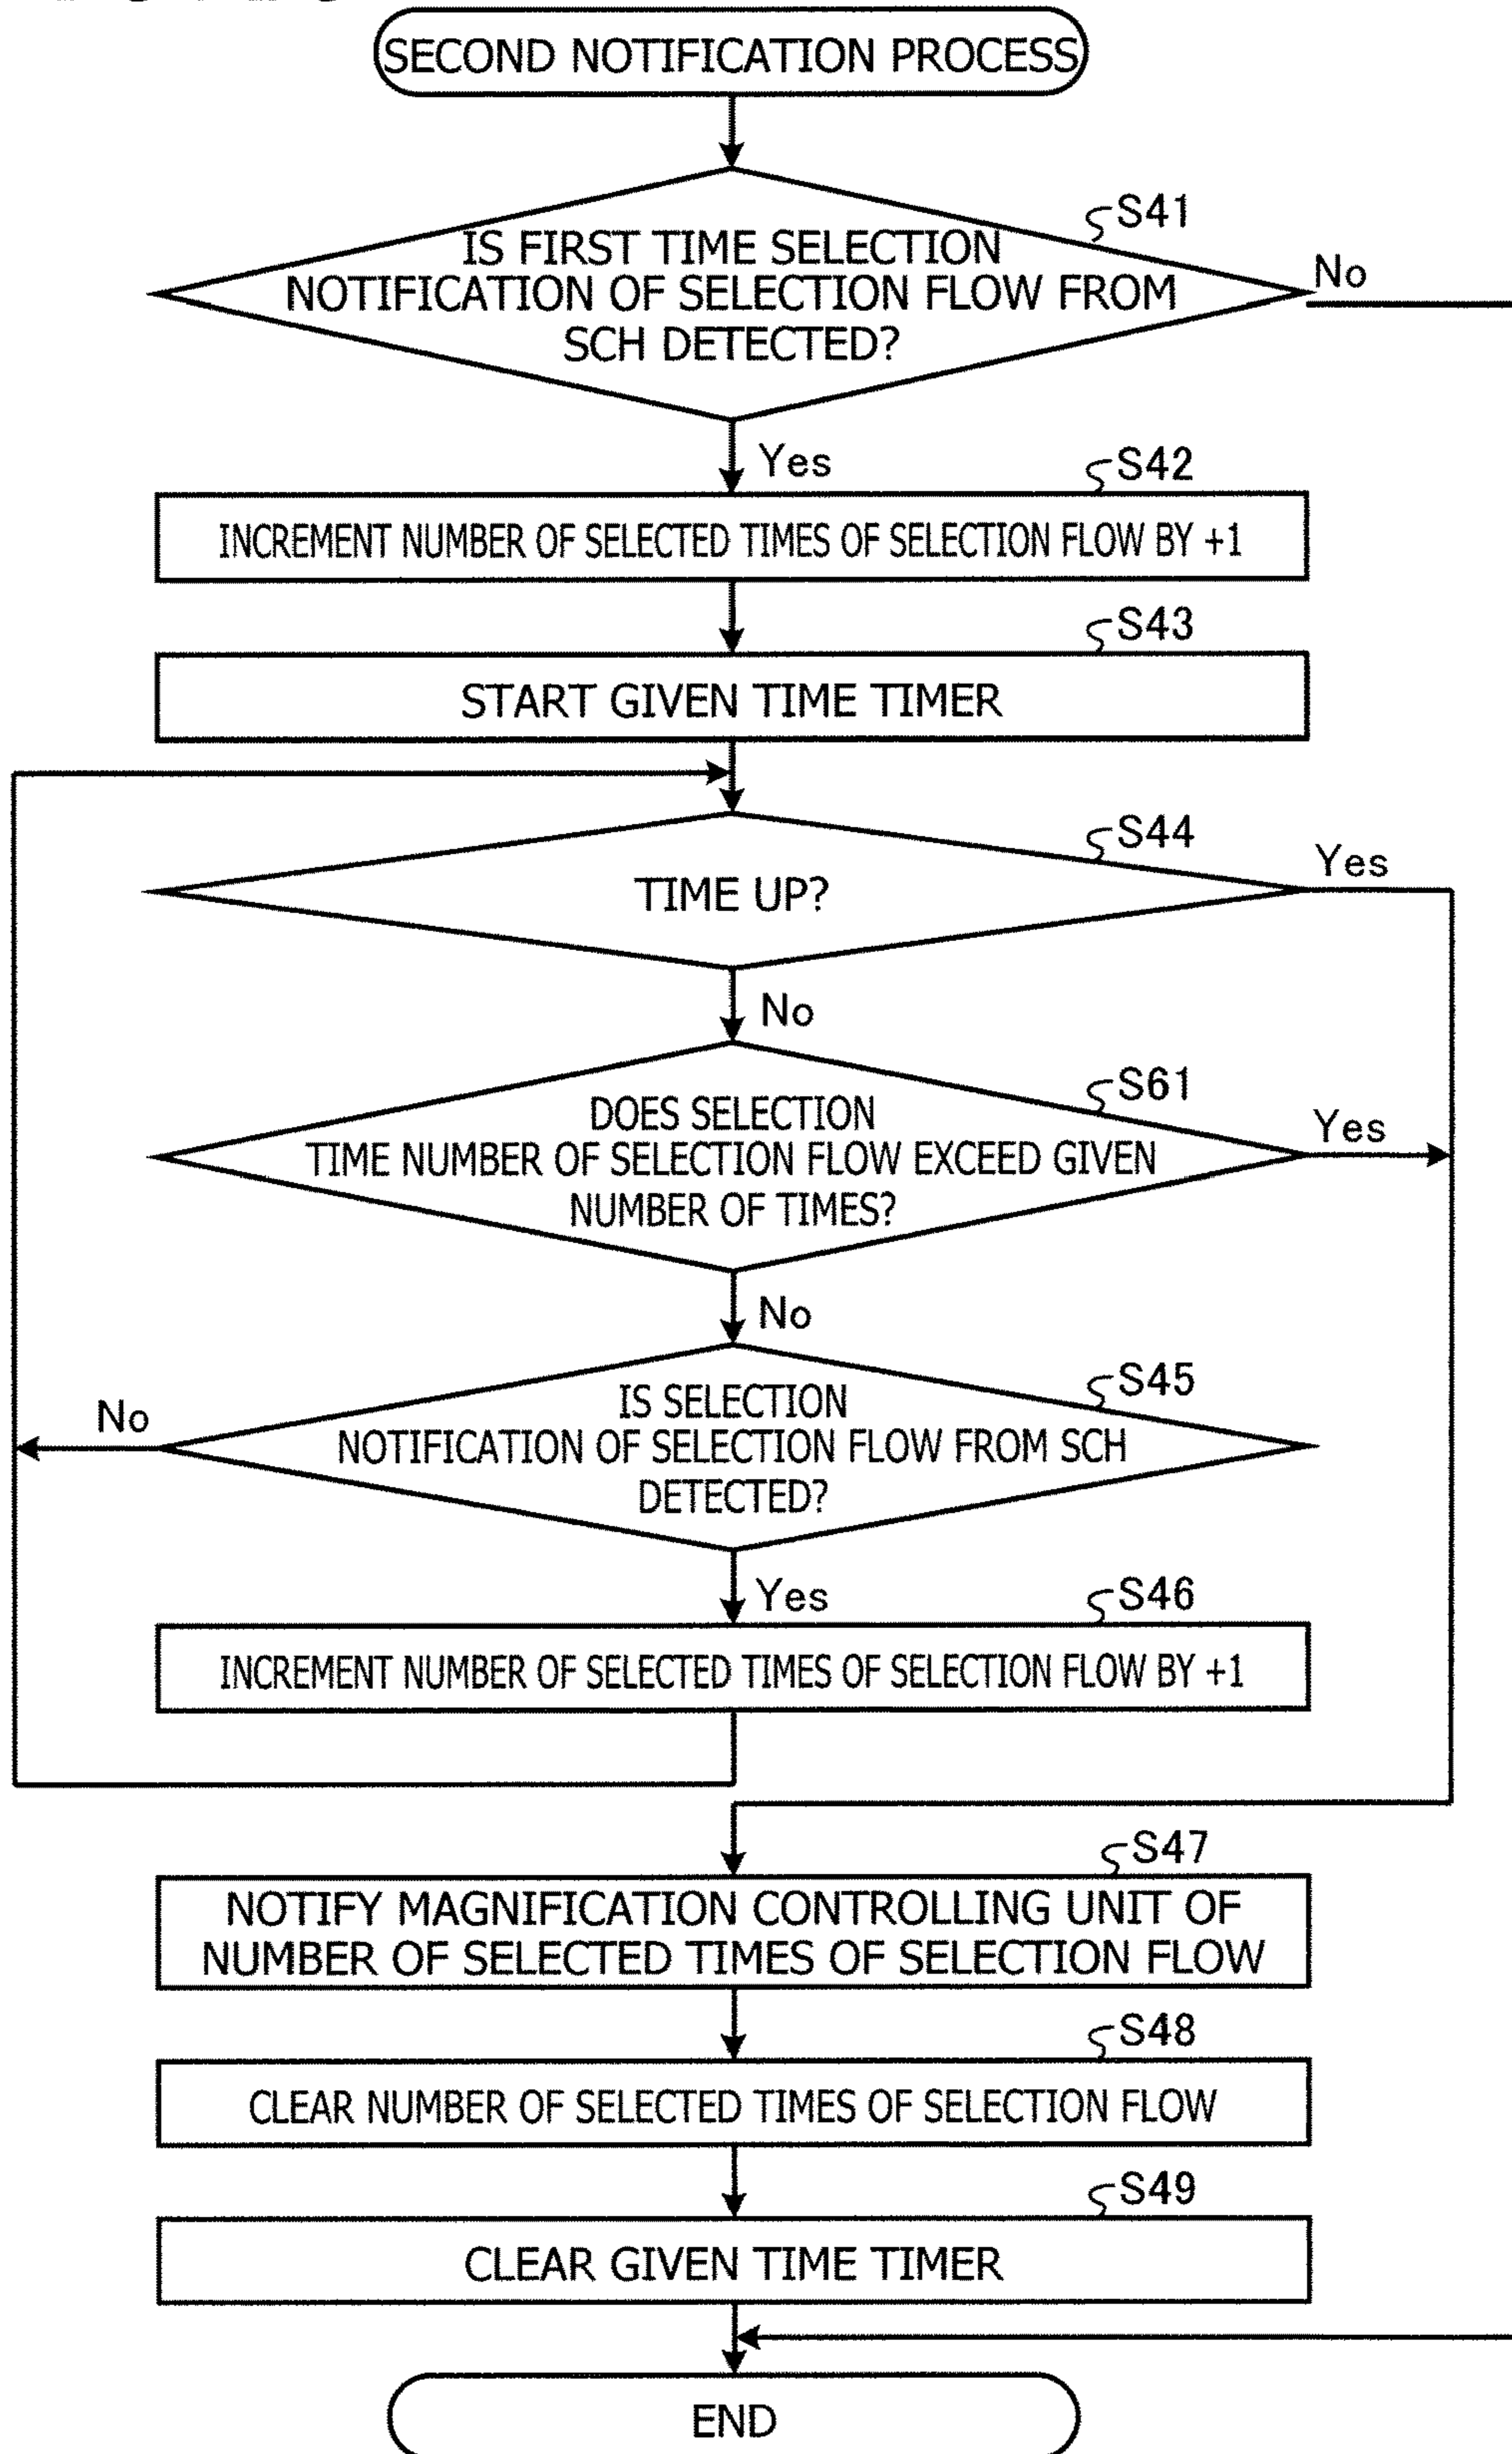 SECOND NOTIFICATION PROCESS
S41
IS FIRST TIME SELECTION
NOTIFICATION OF SELECTION FLOW FROM
SCH DETECTED?
No
Yes
S42
INCREMENT NUMBER OF SELECTED TIMES OF SELECTION FLOW BY +1
S43
START GIVEN TIME TIMER
S44
TIME UP?
Yes
No
S61
DOES SELECTION
TIME NUMBER OF SELECTION FLOW EXCEED GIVEN
NUMBER OF TIMES?
Yes
No
S45
IS SELECTION
NOTIFICATION OF SELECTION FLOW FROM SCH
DETECTED?
No
Yes
S46
INCREMENT NUMBER OF SELECTED TIMES OF SELECTION FLOW BY +1
S47
NOTIFY MAGNIFICATION CONTROLLING UNIT OF
NUMBER OF SELECTED TIMES OF SELECTION FLOW
S48
CLEAR NUMBER OF SELECTED TIMES OF SELECTION FLOW
S49
CLEAR GIVEN TIME TIMER
END